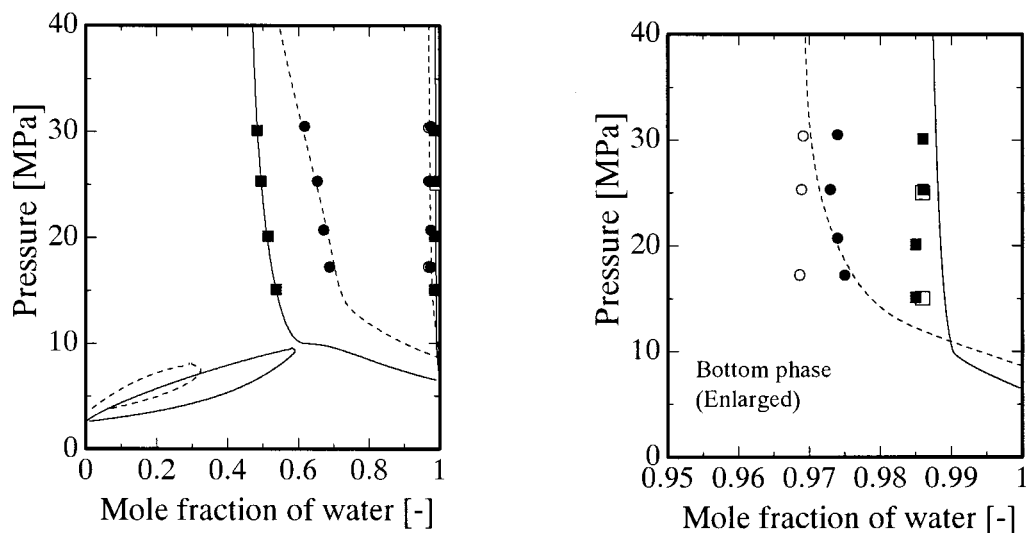 40
30
20
10
0
Pressure [MPa]
0 0.2 0.4 0.6 0.8 1
Mole fraction of water [-]
40
30
20
10
0
Pressure [MPa]
Bottom phase
(Enlarged)
0.95 0.96 0.97 0.98 0.99 1
Mole fraction of water [-]